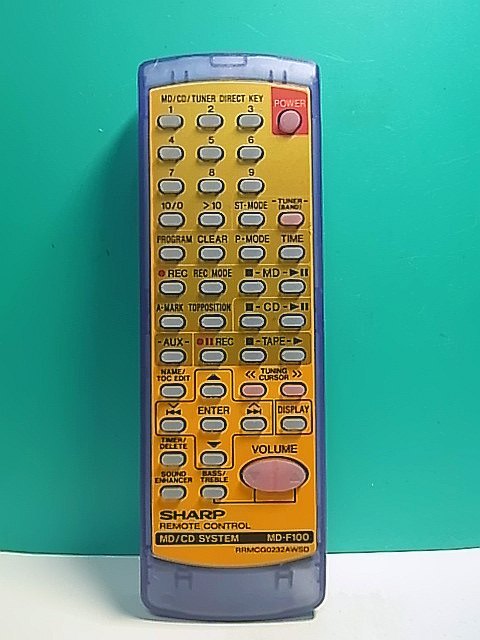 MD/CD/TUNER DIRECT KEY
POWER
1 2 3
4 5 6
7 8 9
10/0 >10 ST-MODE -TUNER- (BAND)
PROGRAM CLEAR P-MODE TIME
●REC REC MODE ■-MD-▶II
A-MARK TOPPOSITION ■-CD-▶II
-AUX- ●II REC ■-TAPE-▶
NAME/
TOC EDIT
▲
<< TUNING >>
CURSOR
ENTER
DISPLAY
TIMER/
DELETE
▼
VOLUME
SOUND
ENHANCER
BASS/
TREBLE
SHARP
REMOTE CONTROL
MD/CD SYSTEM MD-F100
RRMCG0232AWSD